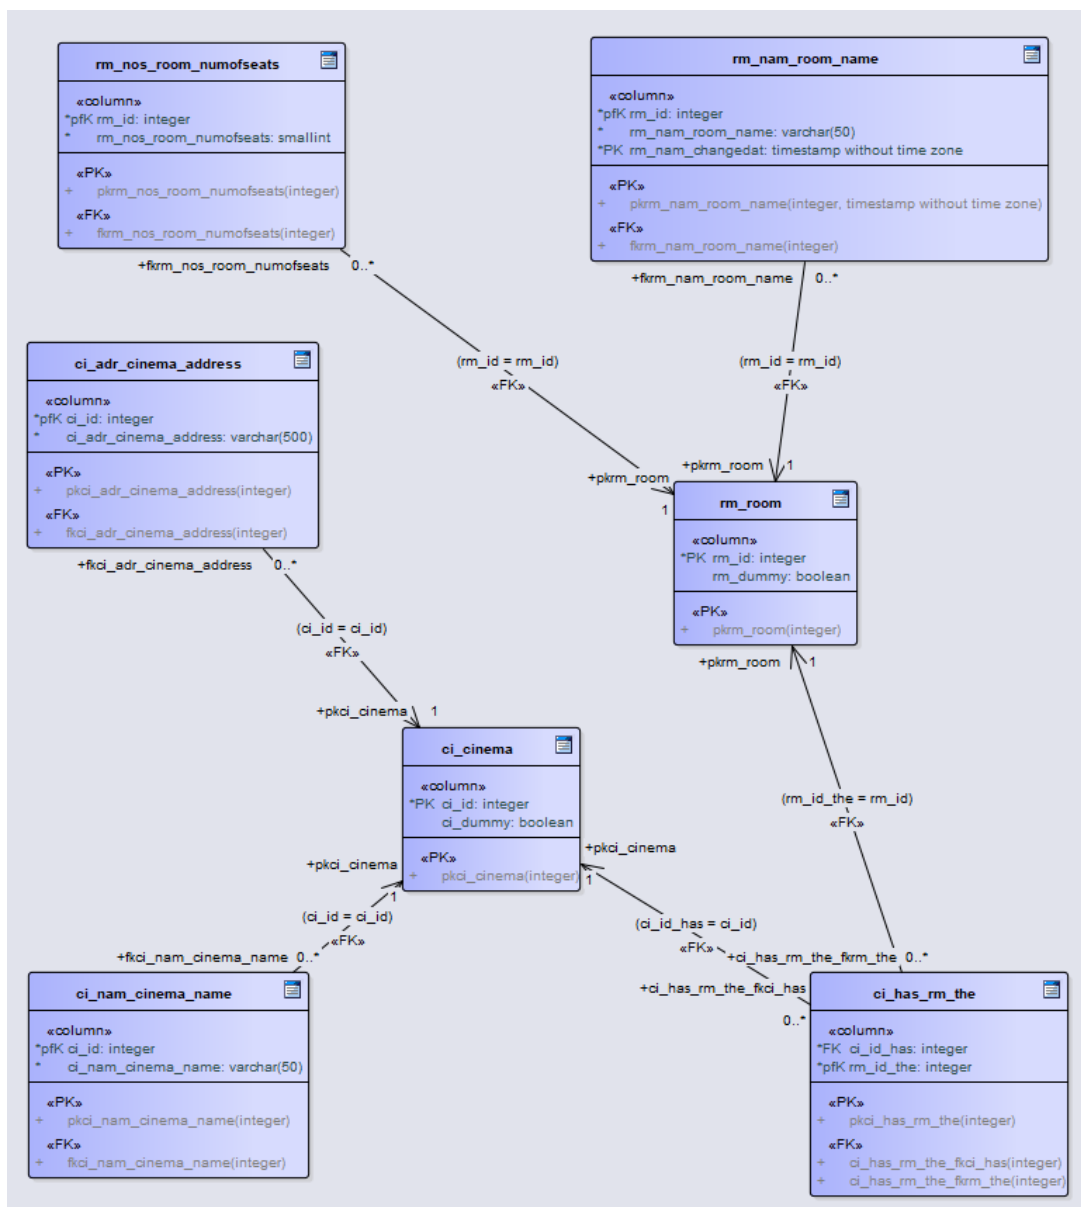 rm_nos_room_numofseats
«column»
*pfK rm_id: integer
* rm_nos_room_numofseats: smallint
«PK»
+ pkrm_nos_room_numofseats(integer)
«FK»
+ fkrm_nos_room_numofseats(integer)
rm_nam_room_name
«column»
*pfK rm_id: integer
* rm_nam_room_name: varchar(50)
*PK rm_nam_changedat: timestamp without time zone
«PK»
+ pkrm_nam_room_name(integer, timestamp without time zone)
«FK»
+ fkrm_nam_room_name(integer)
+fkrm_nos_room_numofseats 0..*
+fkrm_nam_room_name 0..*
(rm_id = rm_id)
«FK»
(rm_id = rm_id)
«FK»
ci_adr_cinema_address
«column»
*pfK ci_id: integer
* ci_adr_cinema_address: varchar(500)
«PK»
+ pkci_adr_cinema_address(integer)
«FK»
+ fkci_adr_cinema_address(integer)
+pkrm_room 1
+pkrm_room
1
rm_room
«column»
*PK rm_id: integer
rm_dummy: boolean
«PK»
+ pkrm_room(integer)
+fkci_adr_cinema_address 0..*
(ci_id = ci_id)
«FK»
+pkrm_room 1
+pkci_cinema 1
ci_cinema
«column»
*PK ci_id: integer
ci_dummy: boolean
«PK»
+ pkci_cinema(integer)
(rm_id_the = rm_id)
«FK»
+pkci_cinema
1
+pkci_cinema
1
(ci_id = ci_id)
«FK»
(ci_id_has = ci_id)
«FK»
+fkci_nam_cinema_name 0..*
+ci_has_rm_the_fkrm_the 0..*
+ci_has_rm_the_fkci_has
0..*
ci_nam_cinema_name
«column»
*pfK ci_id: integer
* ci_nam_cinema_name: varchar(50)
«PK»
+ pkci_nam_cinema_name(integer)
«FK»
+ fkci_nam_cinema_name(integer)
ci_has_rm_the
«column»
*FK ci_id_has: integer
*pfK rm_id_the: integer
«PK»
+ pkci_has_rm_the(integer)
«FK»
+ ci_has_rm_the_fkci_has(integer)
+ ci_has_rm_the_fkrm_the(integer)